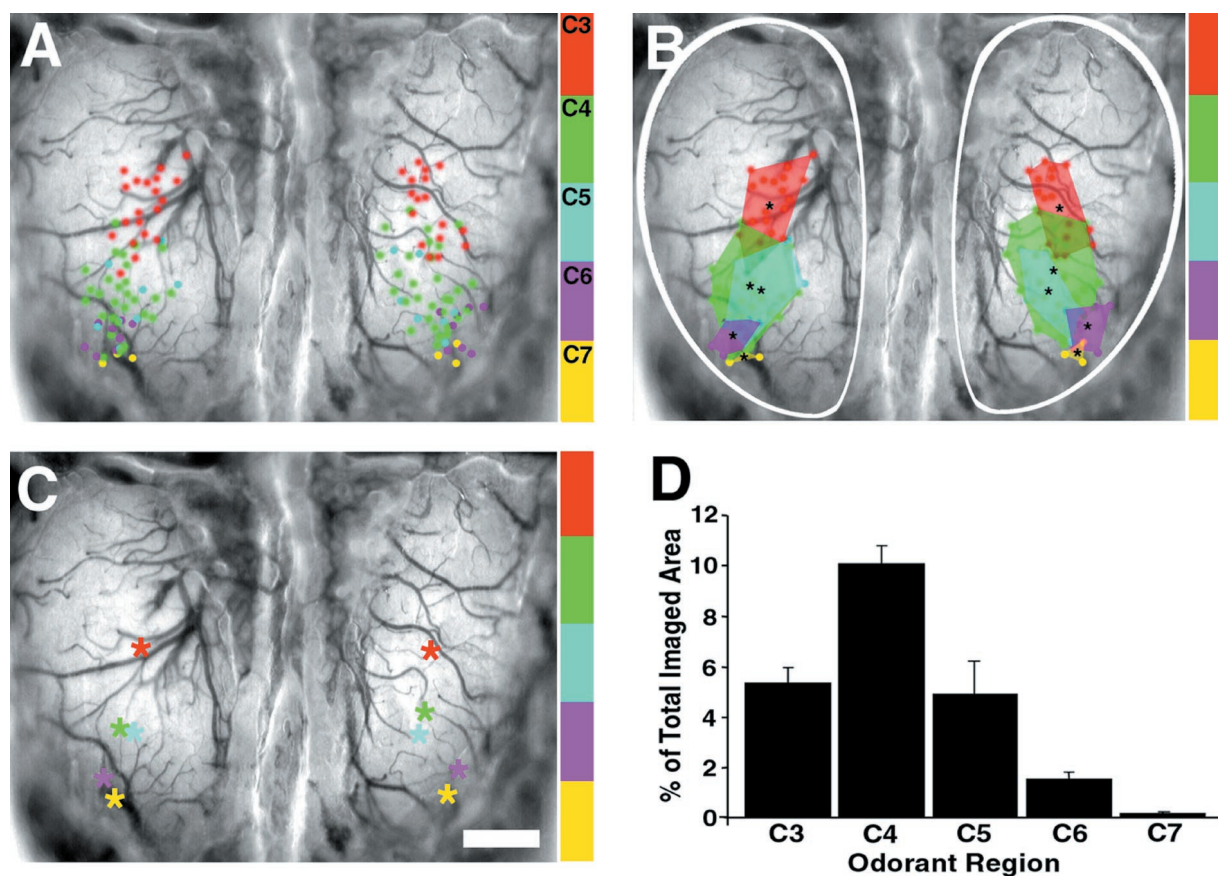 A
C3
C4
C5
C6
C7
B
C
D
% of Total Imaged Area
12
10
8
6
4
2
0
C3 C4 C5 C6 C7
Odorant Region